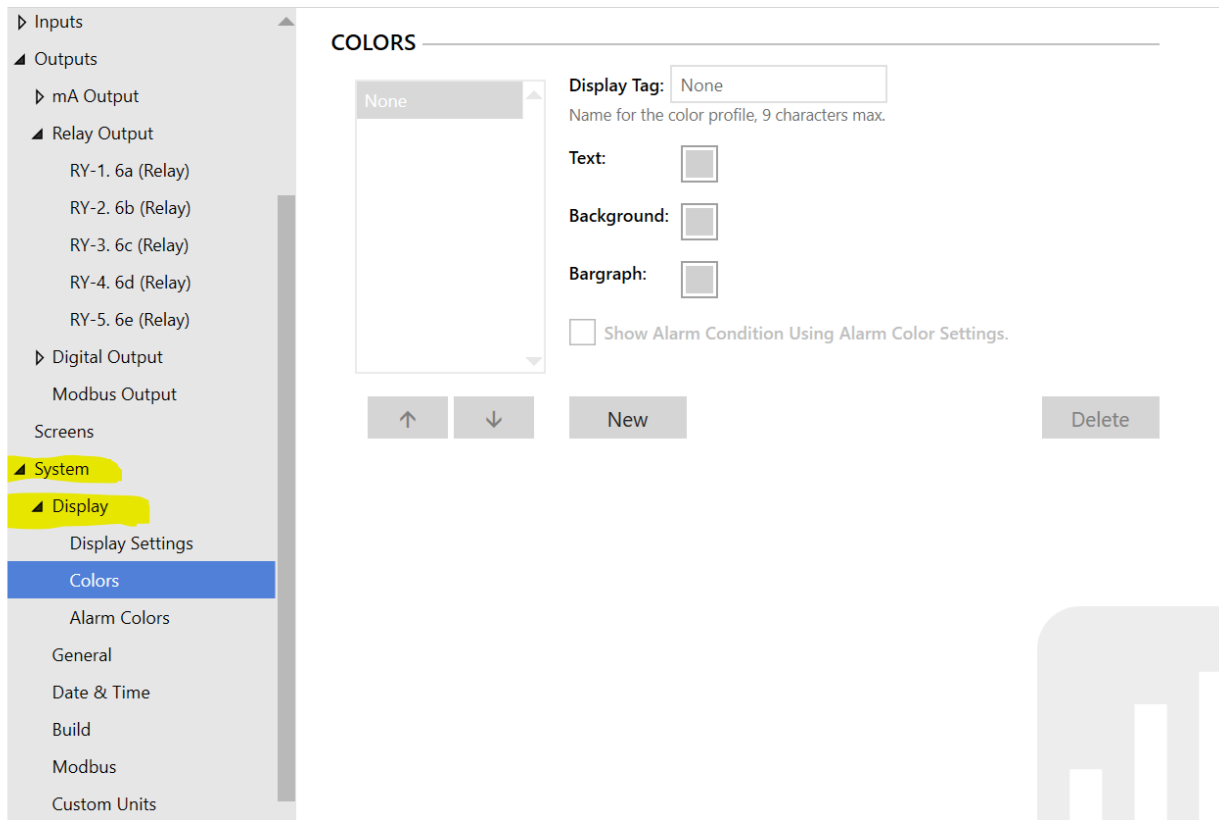 Inputs
Outputs
mA Output
Relay Output
RY-1. 6a (Relay)
RY-2. 6b (Relay)
RY-3. 6c (Relay)
RY-4. 6d (Relay)
RY-5. 6e (Relay)
Digital Output
Modbus Output
Screens
System
Display
Display Settings
Colors
Alarm Colors
General
Date & Time
Build
Modbus
Custom Units
COLORS
None
Display Tag: None
Name for the color profile, 9 characters max.
Text:
Background:
Bargraph:
Show Alarm Condition Using Alarm Color Settings.
New
Delete